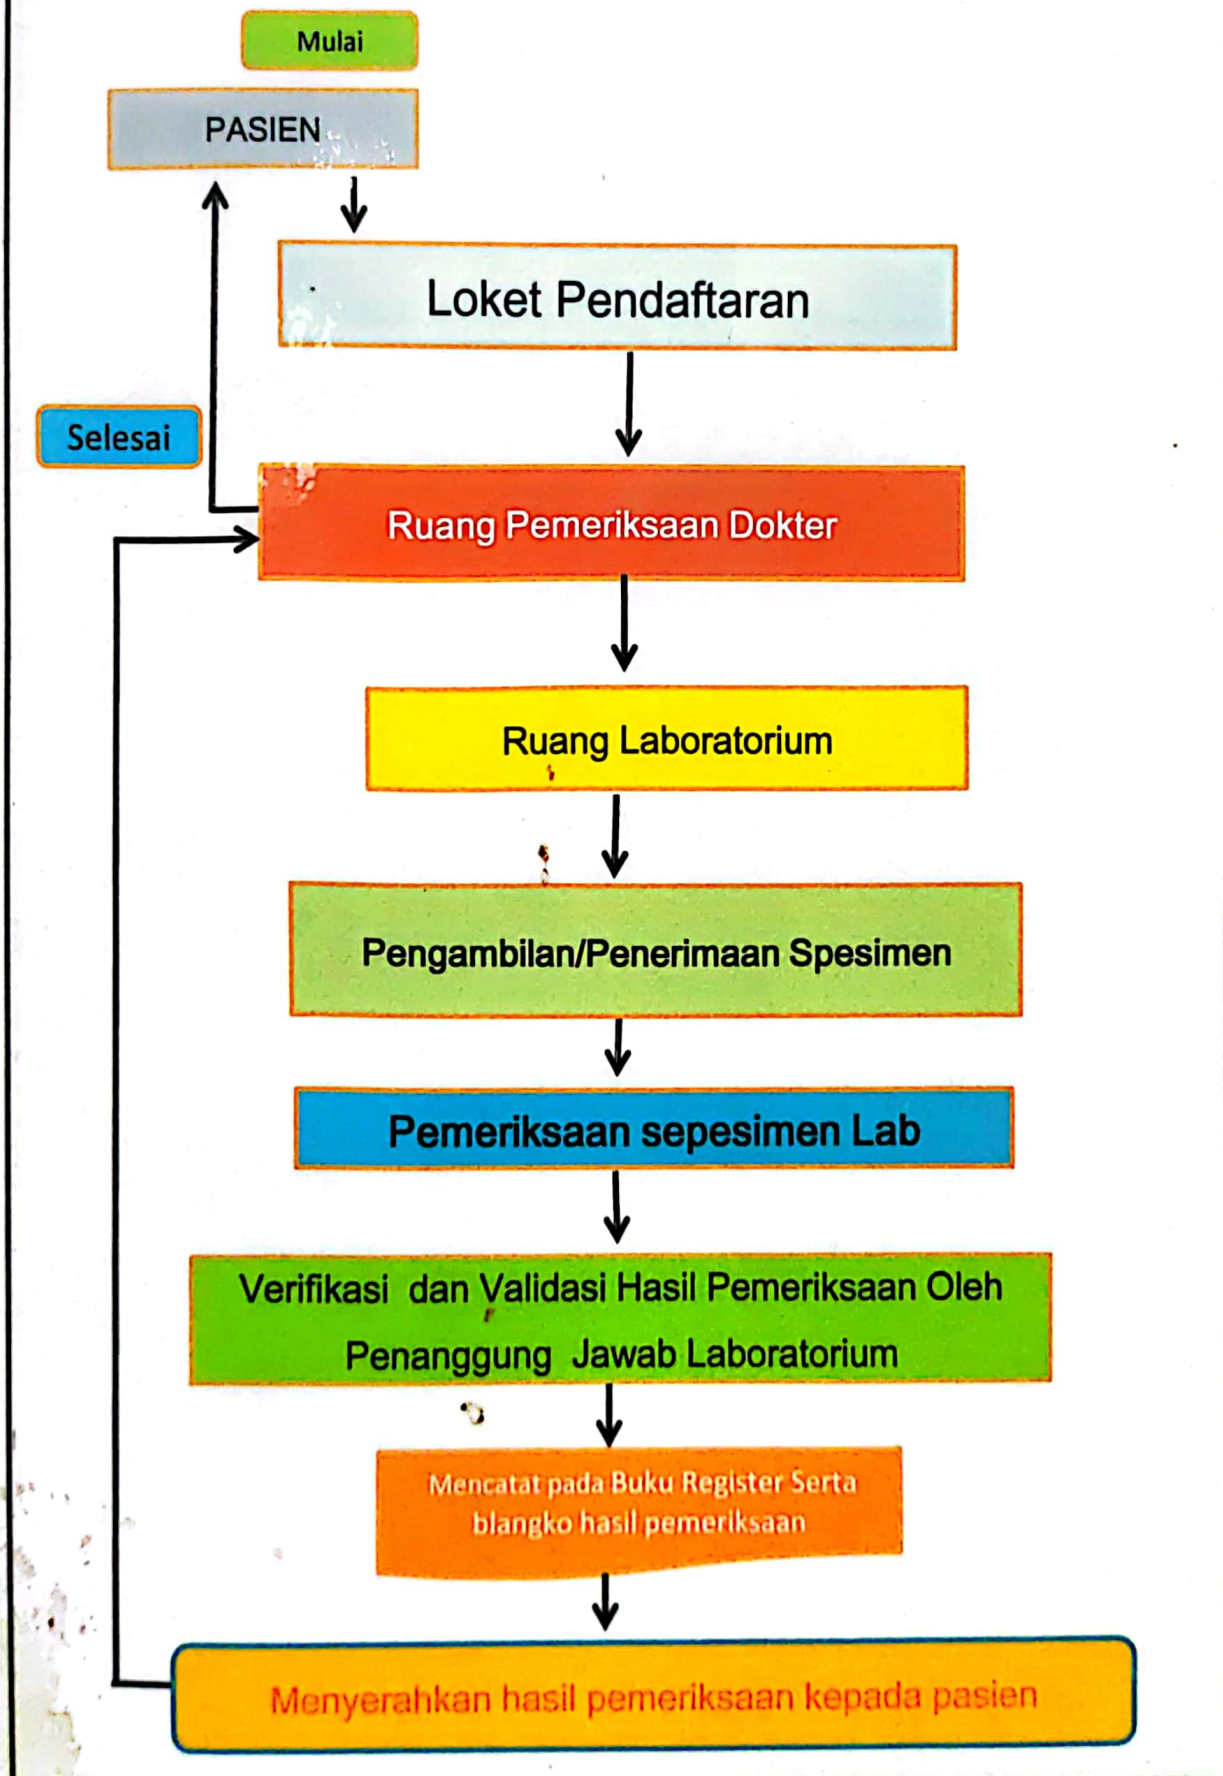 Mulai
PASIEN
Loket Pendaftaran
Selesai
Ruang Pemeriksaan Dokter
Ruang Laboratorium
Pengambilan/Penerimaan Spesimen
Pemeriksaan sepesimen Lab
Verifikasi dan Validasi Hasil Pemeriksaan Oleh
Penanggung Jawab Laboratorium
Mencatat pada Buku Register Serta
blangko hasil pemeriksaan
Menyerahkan hasil pemeriksaan kepada pasien